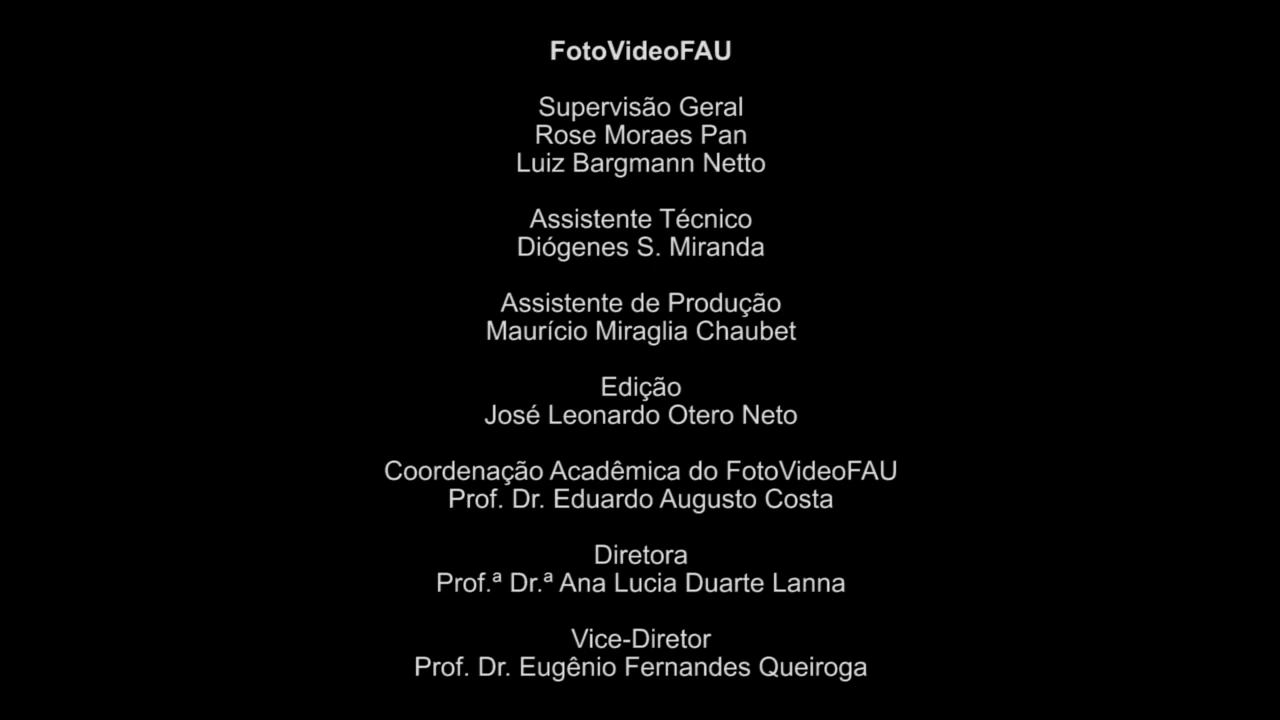 FotoVideoFAU
Supervisão Geral
Rose Moraes Pan
Luiz Bargmann Netto
Assistente Técnico
Diógenes S. Miranda
Assistente de Produção
Maurício Miraglia Chaubet
Edição
José Leonardo Otero Neto
Coordenação Acadêmica do FotoVideoFAU
Prof. Dr. Eduardo Augusto Costa
Diretora
Prof.ª Dr.ª Ana Lucia Duarte Lanna
Vice-Diretor
Prof. Dr. Eugênio Fernandes Queiroga